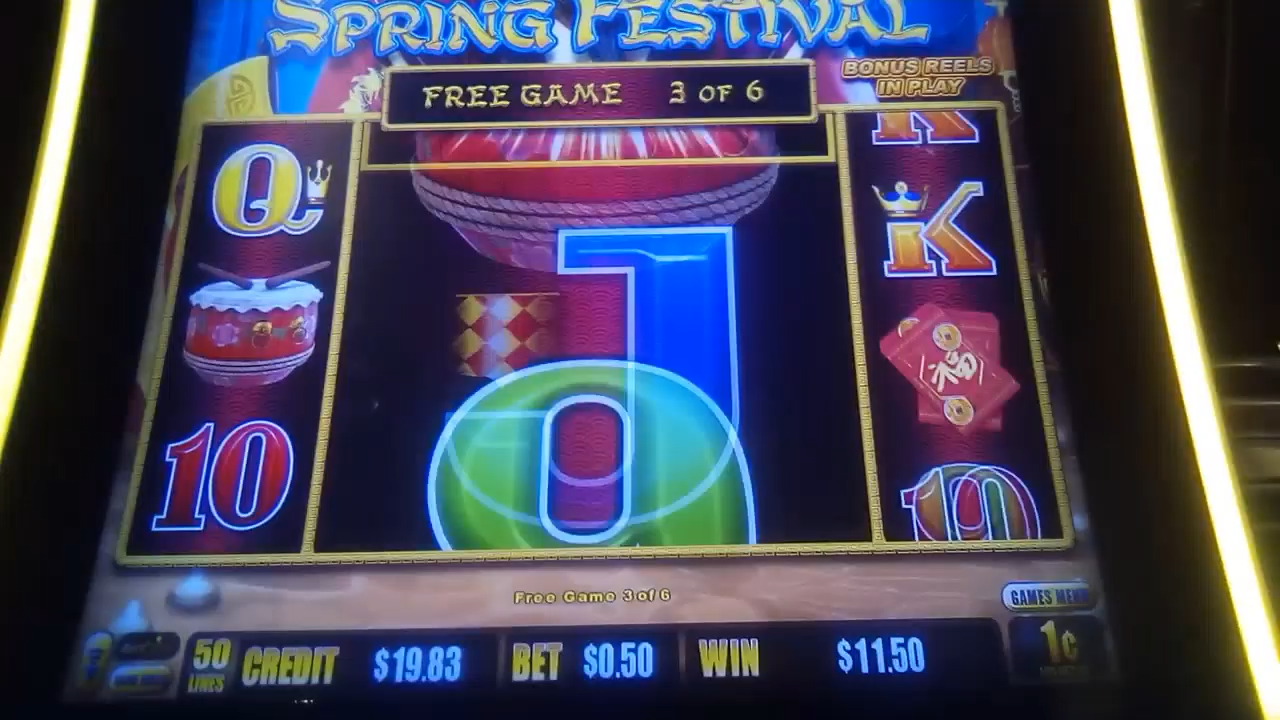 SPRING FESTIVAL
BONUS REELS
IN PLAY
FREE GAME 3 OF 6
K
Q
K
J
福
10
10
Free Game 3 of 6
GAMES MENU
50
LINES
CREDIT $19.83
BET $0.50
WIN $11.50
1¢